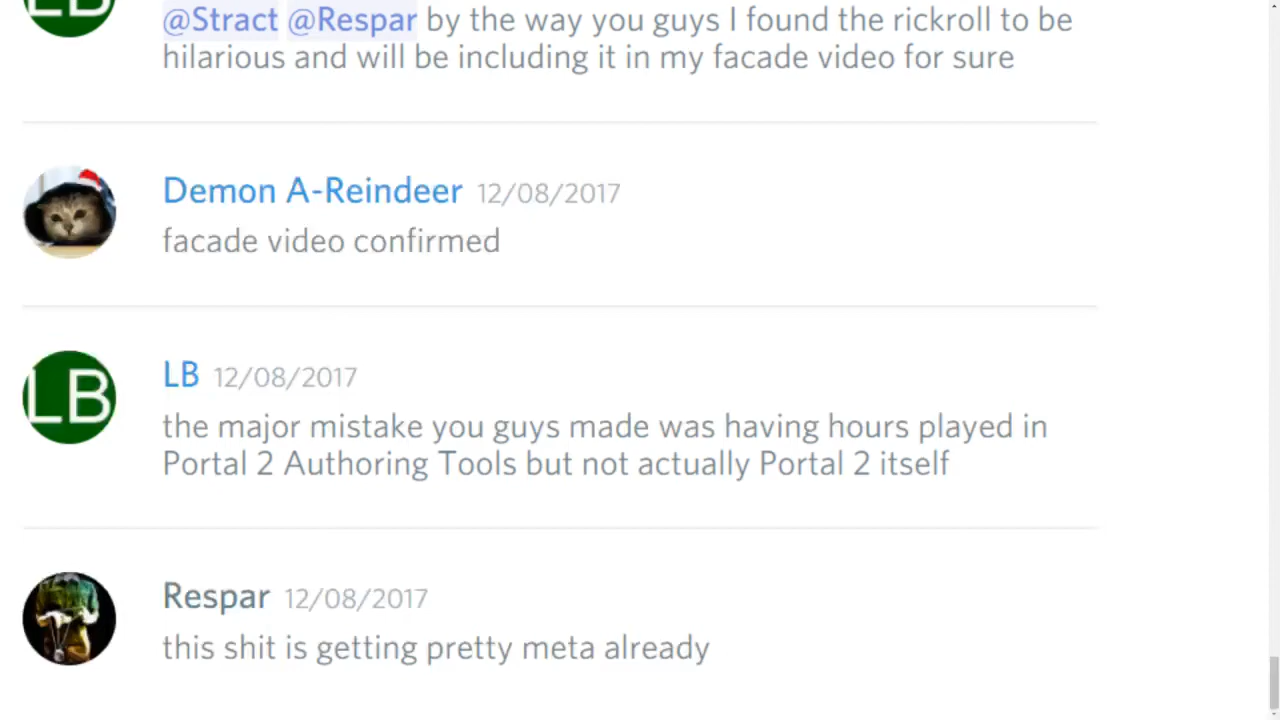 LB
@Stract @Respar by the way you guys I found the rickroll to be
hilarious and will be including it in my facade video for sure
Demon A-Reindeer 12/08/2017
facade video confirmed
LB
LB 12/08/2017
the major mistake you guys made was having hours played in
Portal 2 Authoring Tools but not actually Portal 2 itself
Respar 12/08/2017
this shit is getting pretty meta already